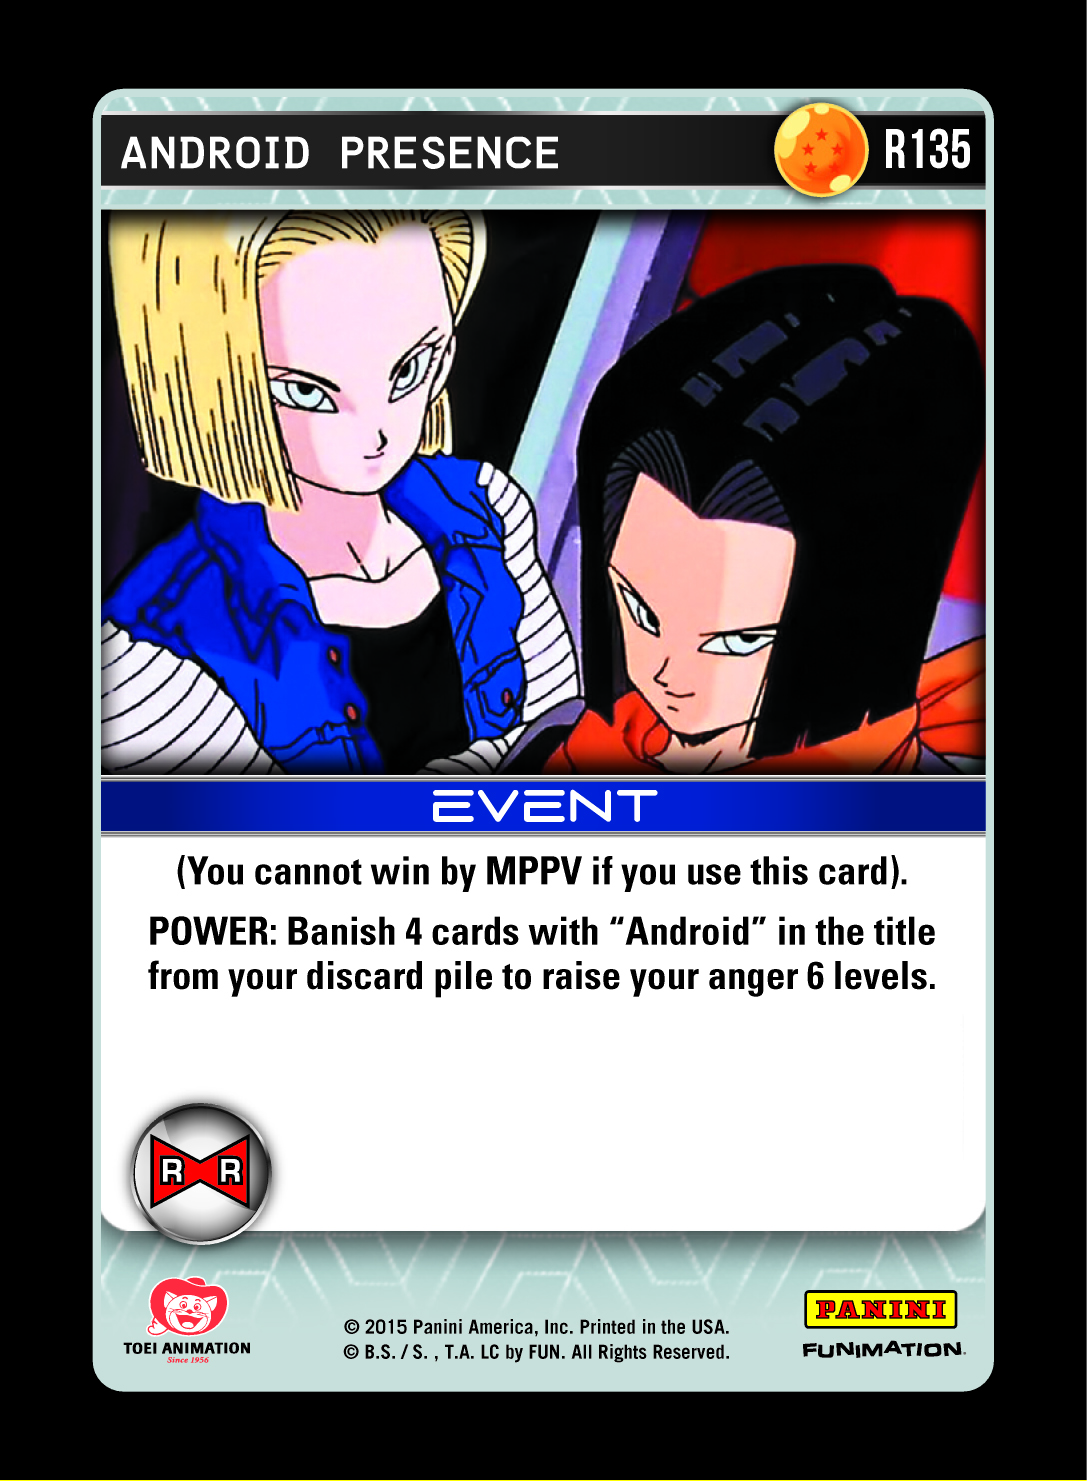 ANDROID PRESENCE
R135
EVENT
(You cannot win by MPPV if you use this card).
POWER: Banish 4 cards with “Android” in the title
from your discard pile to raise your anger 6 levels.
R R
TOEI ANIMATION
Since 1956
© 2015 Panini America, Inc. Printed in the USA.
© B.S. / S. , T.A. LC by FUN. All Rights Reserved.
PANINI
FUNIMATION